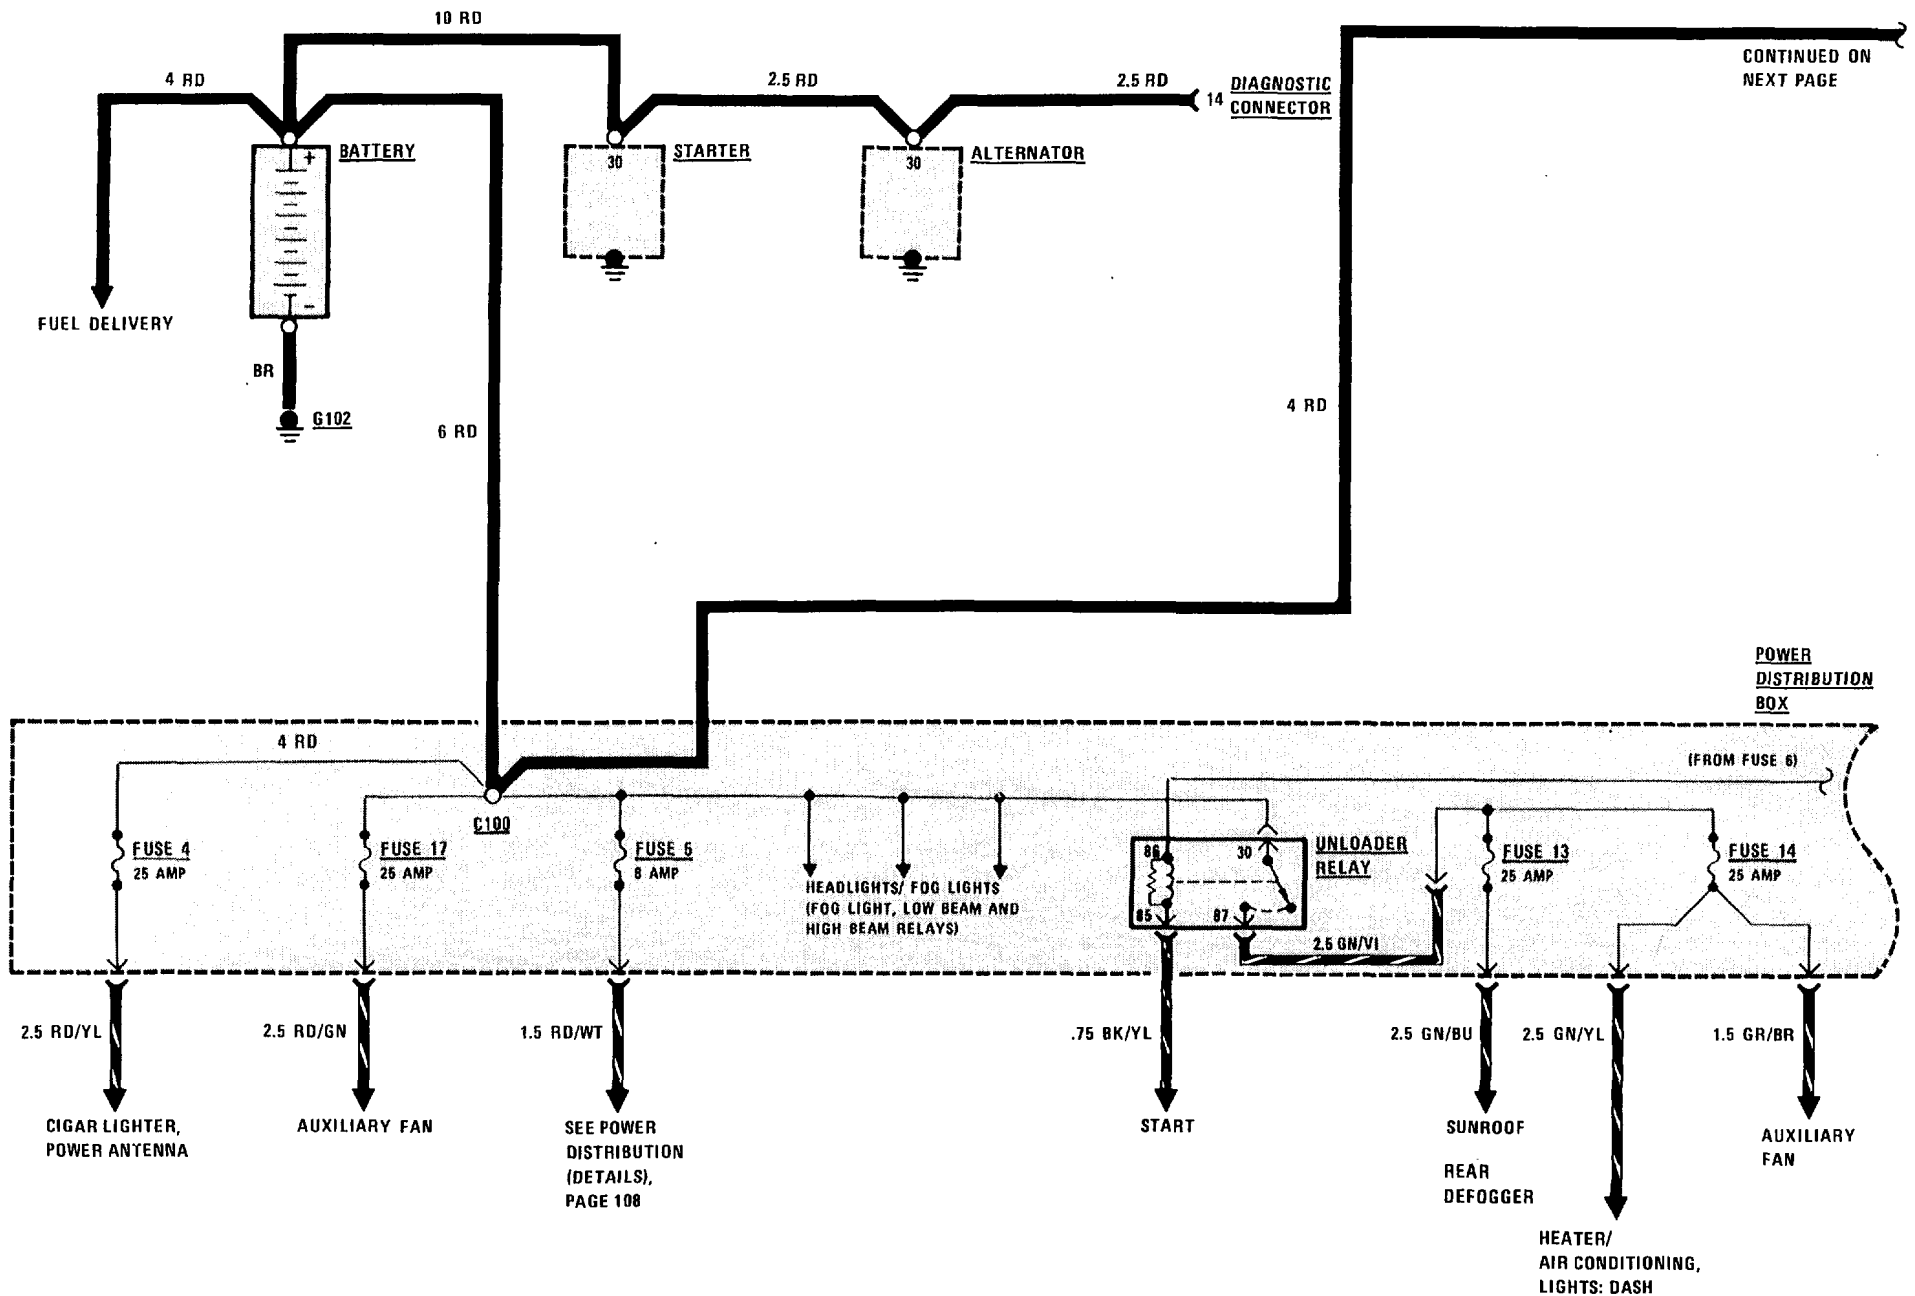 10 RD
CONTINUED ON
NEXT PAGE
4 RD
2.5 RD
2.5 RD
14
DIAGNOSTIC
CONNECTOR
+
BATTERY
30
STARTER
30
ALTERNATOR
-
FUEL DELIVERY
BR
G102
6 RD
4 RD
POWER
DISTRIBUTION
BOX
4 RD
(FROM FUSE 6)
C100
FUSE 4
25 AMP
FUSE 17
25 AMP
FUSE 5
8 AMP
HEADLIGHTS/ FOG LIGHTS
(FOG LIGHT, LOW BEAM AND
HIGH BEAM RELAYS)
86
30
85
87
UNLOADER
RELAY
2.5 GN/VI
FUSE 13
25 AMP
FUSE 14
25 AMP
2.5 RD/YL
2.5 RD/GN
1.5 RD/WT
.75 BK/YL
2.5 GN/BU
2.5 GN/YL
1.5 GR/BR
CIGAR LIGHTER,
POWER ANTENNA
AUXILIARY FAN
SEE POWER
DISTRIBUTION
(DETAILS),
PAGE 108
START
SUNROOF
REAR
DEFOGGER
AUXILIARY
FAN
HEATER/
AIR CONDITIONING,
LIGHTS: DASH